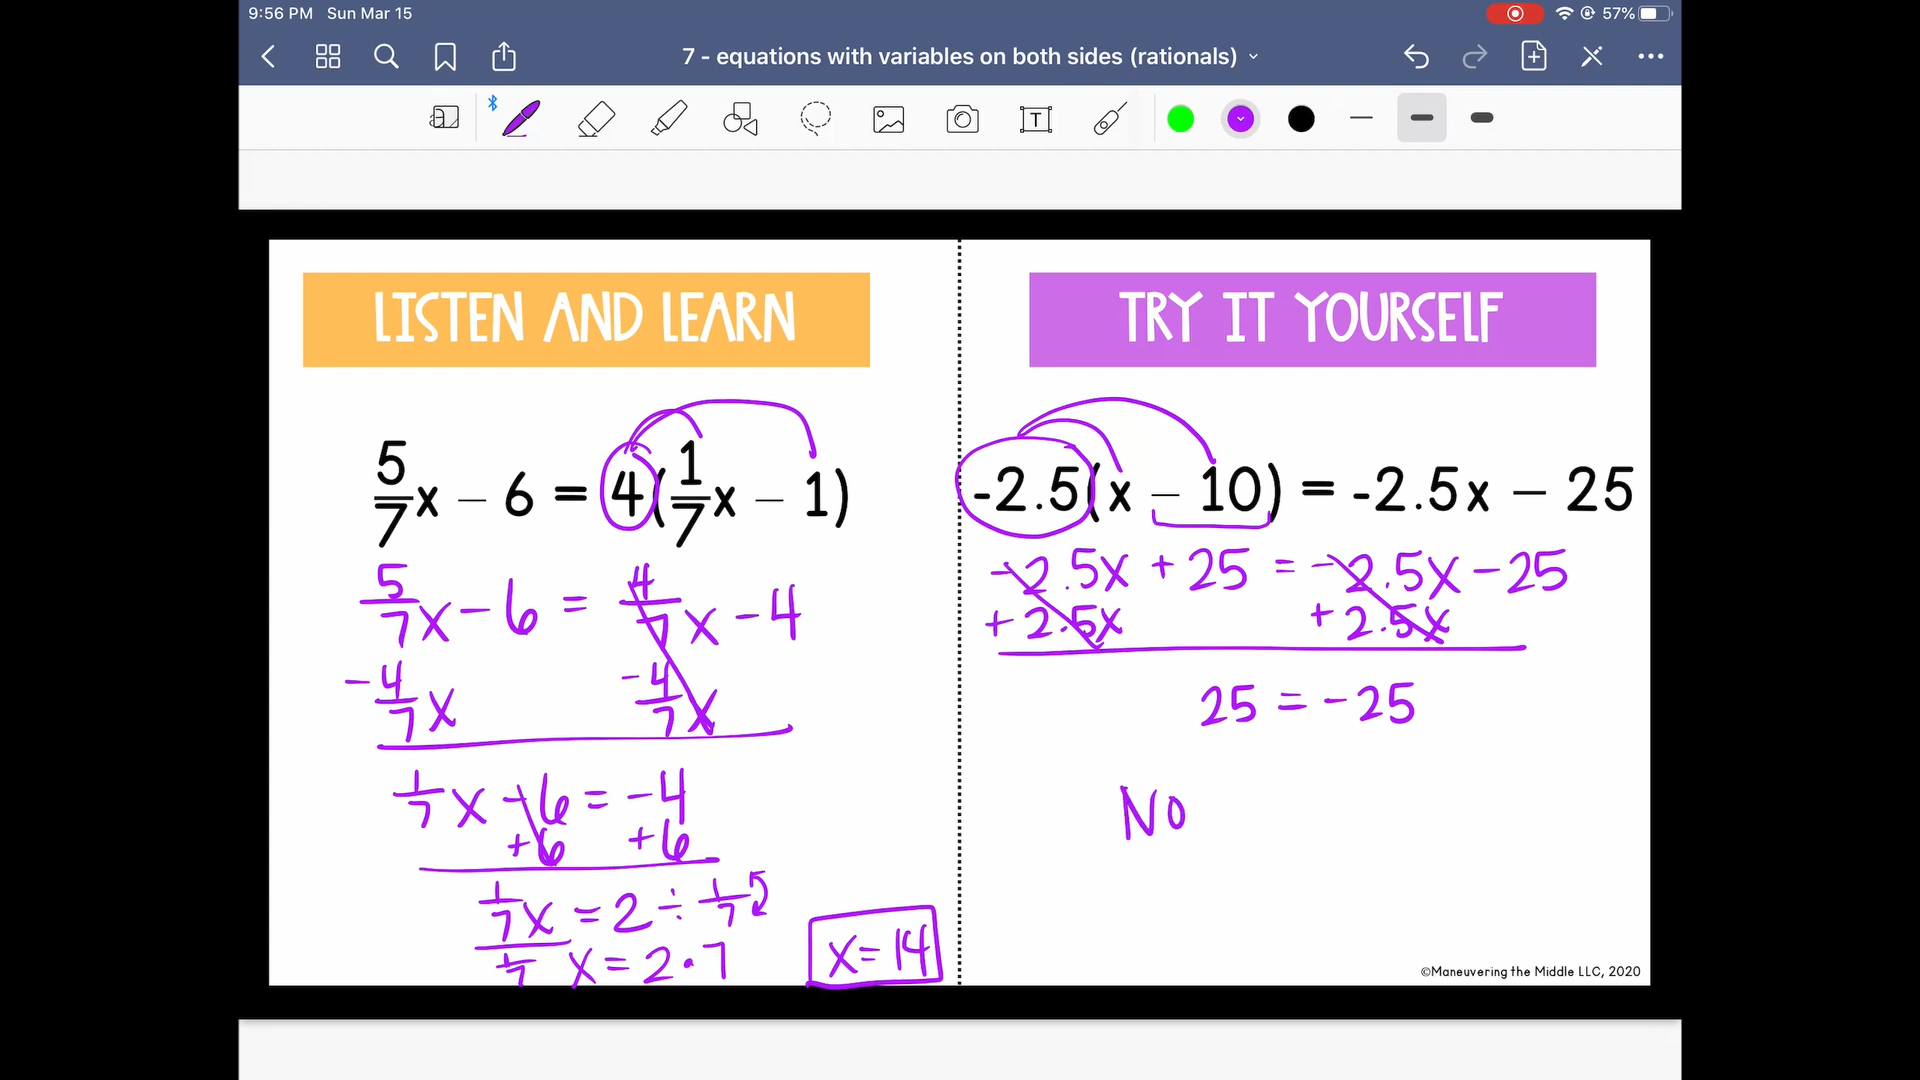 9:56 PM Sun Mar 15
57%
7 - equations with variables on both sides (rationals)
LISTEN AND LEARN
5/7x − 6 = 4(1/7x − 1)
5/7x − 6 = 4/7x − 4
−4/7x −4/7x
1/7x − 6 = −4
+6 +6
1/7x = 2 ÷ 1/7
1/7 x = 2 • 7
x = 14
TRY IT YOURSELF
-2.5(x − 10) = -2.5x − 25
−2.5x + 25 = −2.5x − 25
+ 2.5x + 2.5x
25 = −25
NO
©Maneuvering the Middle LLC, 2020